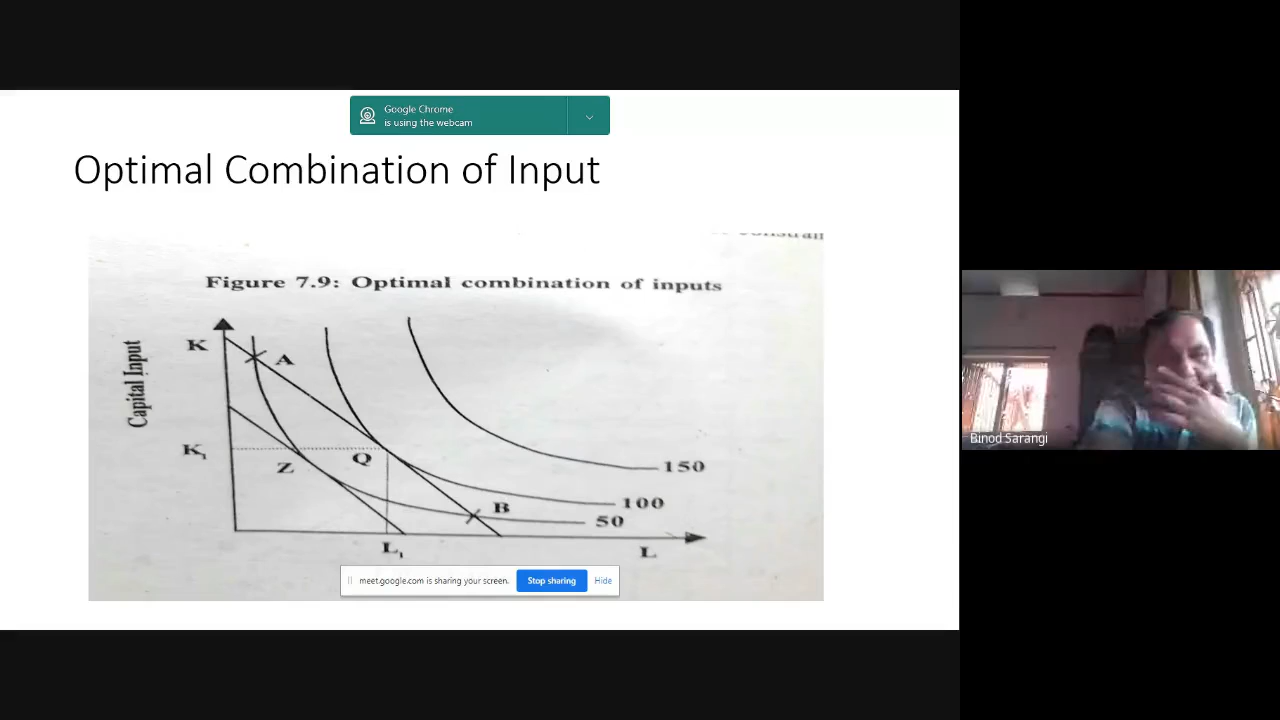 Google Chrome
is using the webcam
Optimal Combination of Input
Figure 7.9: Optimal combination of inputs
K
A
Capital Input
K₁
Z
Q
B
150
100
50
L₁
L
meet.google.com is sharing your screen.
Stop sharing
Hide
Binod Sarangi